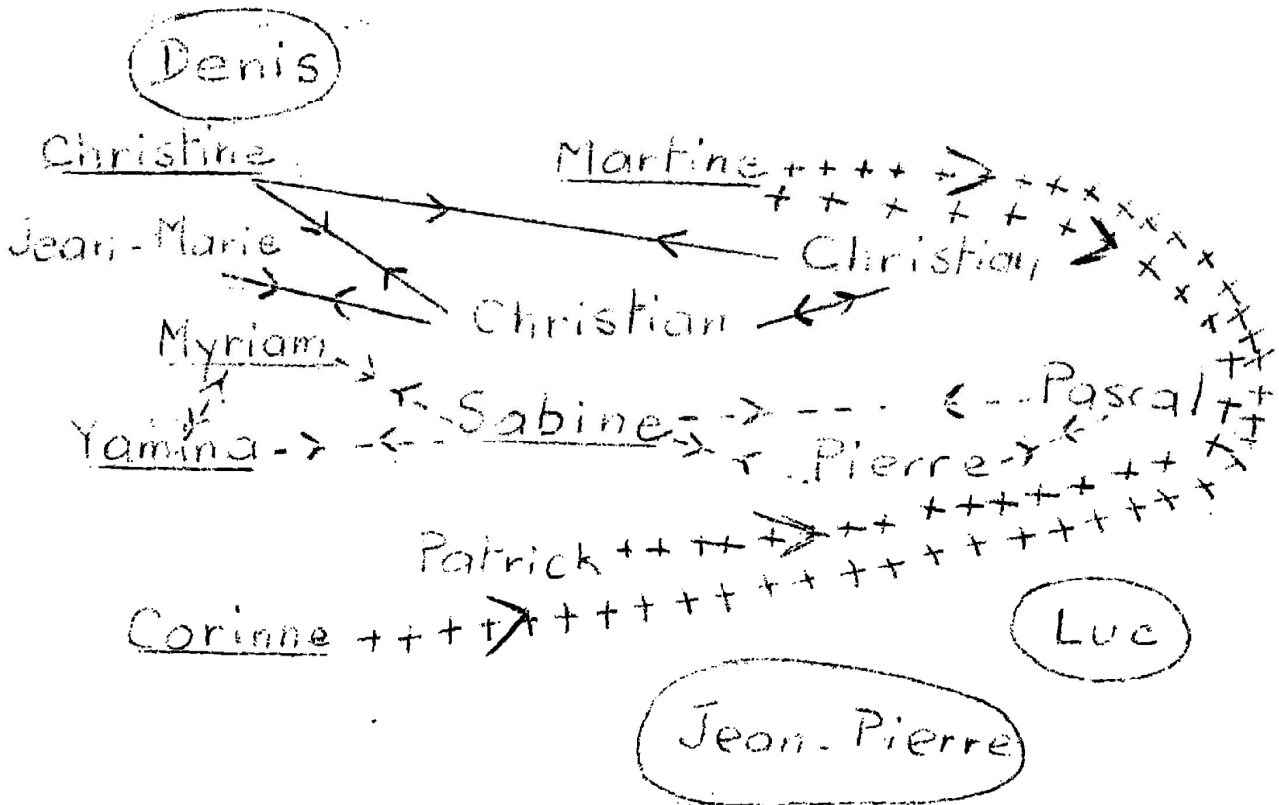 Denis
Christine
Martine
Jean-Marie
Christian
Christian
Myriam
Pascal
Sabine
Yamina
Pierre
Patrick
Corinne
Luc
Jean-Pierre